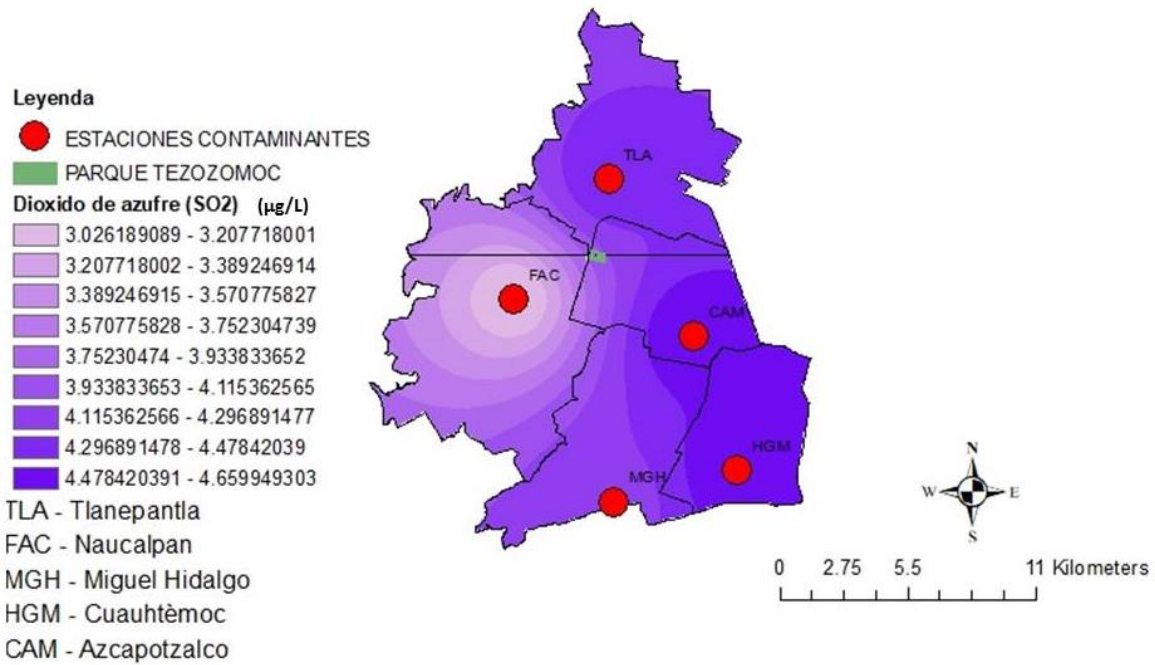 Leyenda
ESTACIONES CONTAMINANTES
PARQUE TEZOZOMOC
Dioxido de azufre (SO2) (µg/L)
3.026189089 - 3.207718001
3.207718002 - 3.389246914
3.389246915 - 3.570775827
3.570775828 - 3.752304739
3.75230474 - 3.933833652
3.933833653 - 4.115362565
4.115362566 - 4.296891477
4.296891478 - 4.47842039
4.478420391 - 4.659949303
TLA - Tlanepantla
FAC - Naucalpan
MGH - Miguel Hidalgo
HGM - Cuauhtèmoc
CAM - Azcapotzalco
TLA
FAC
CAM
HGM
MGH
N
W E
S
0 2.75 5.5 11 Kilometers